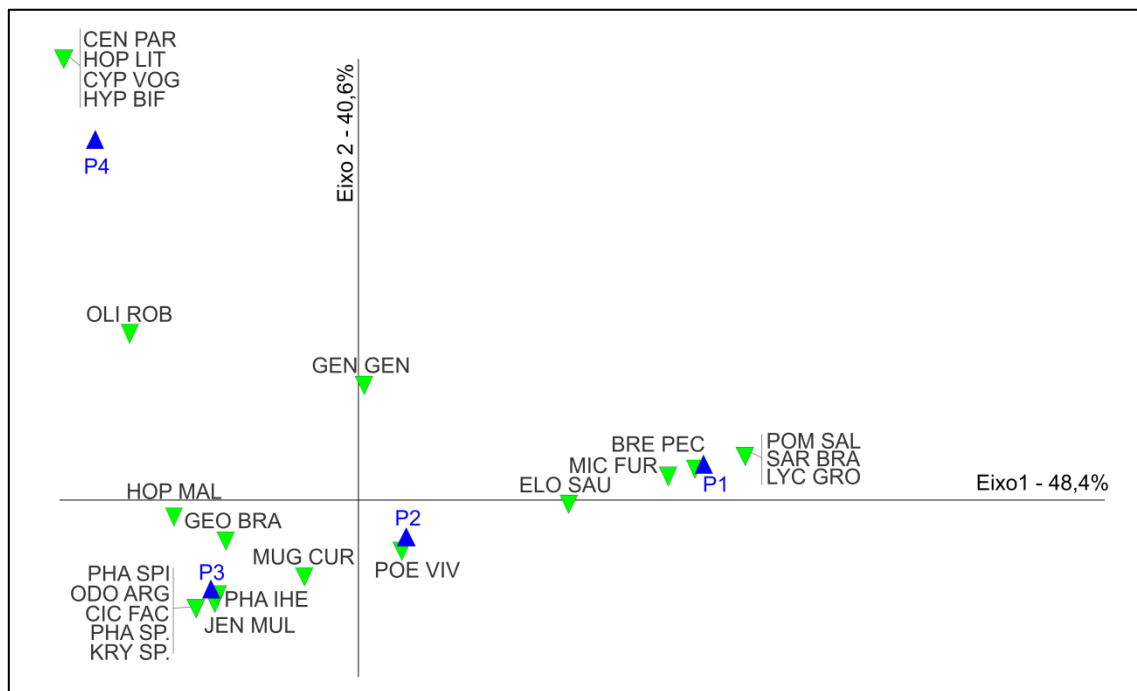 CEN PAR
HOP LIT
CYP VOG
HYP BIF
P4
Eixo 2 - 40,6%
OLI ROB
GEN GEN
BRE PEC
MIC FUR
ELO SAU
P1
POM SAL
SAR BRA
LYC GRO
Eixo1 - 48,4%
HOP MAL
GEO BRA
P2
POE VIV
MUG CUR
P3
PHA IHE
JEN MUL
PHA SPI
ODO ARG
CIC FAC
PHA SP.
KRY SP.